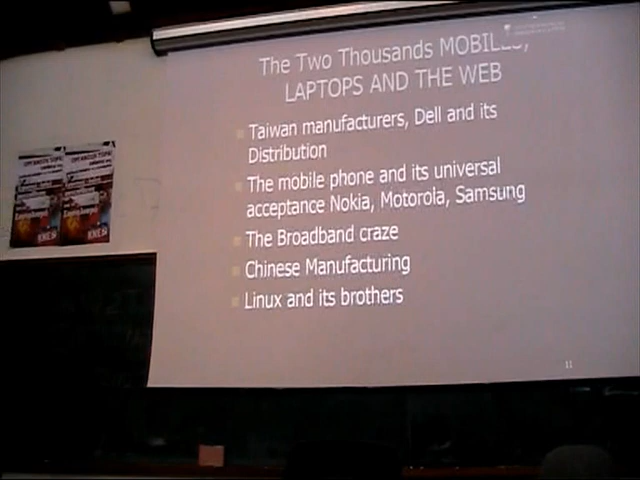 The Two Thousands MOBILES,
LAPTOPS AND THE WEB
Taiwan manufacturers, Dell and its
Distribution
The mobile phone and its universal
acceptance Nokia, Motorola, Samsung
The Broadband craze
Chinese Manufacturing
Linux and its brothers
11